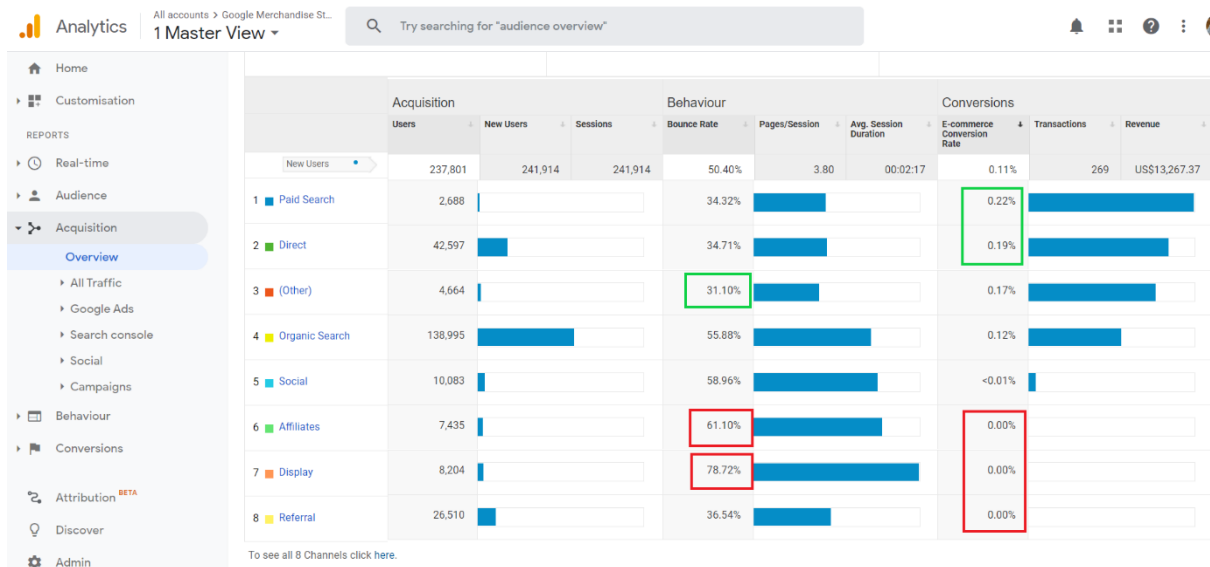 Analytics
All accounts > Google Merchandise St...
1 Master View
Try searching for "audience overview"
Home
Customisation
REPORTS
Real-time
Audience
Acquisition
Overview
All Traffic
Google Ads
Search console
Social
Campaigns
Behaviour
Conversions
Attribution BETA
Discover
Admin
Acquisition Behaviour Conversions
Users New Users Sessions Bounce Rate Pages/Session Avg. Session Duration E-commerce Conversion Rate Transactions Revenue
New Users 237,801 241,914 241,914 50.40% 3.80 00:02:17 0.11% 269 US$13,267.37
1 Paid Search 2,688 34.32% 0.22%
2 Direct 42,597 34.71% 0.19%
3 (Other) 4,664 31.10% 0.17%
4 Organic Search 138,995 55.88% 0.12%
5 Social 10,083 58.96% <0.01%
6 Affiliates 7,435 61.10% 0.00%
7 Display 8,204 78.72% 0.00%
8 Referral 26,510 36.54% 0.00%
To see all 8 Channels click here.